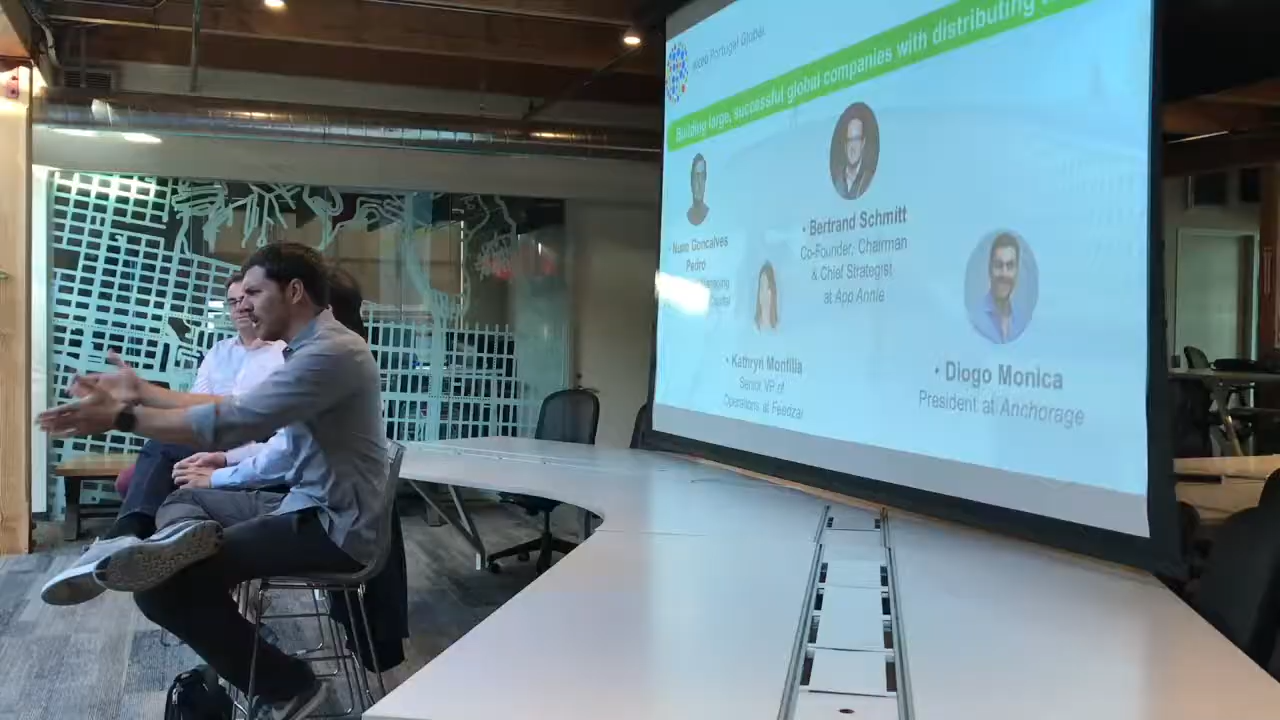 Portugal Global
Building large, successful global companies with distributing
• Nuno Goncalves
Pedro
• Bertrand Schmitt
Co-Founder, Chairman
& Chief Strategist
at App Annie
• Kathryn Monfilia
Senior VP of
Operations at Feedzai
• Diogo Monica
President at Anchorage